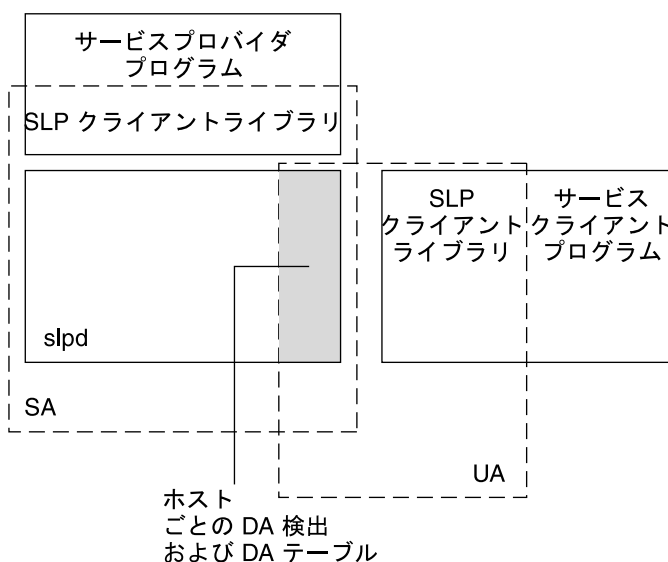 サービスプロバイダ
プログラム
SLP クライアントライブラリ
SLP
クライアント
ライブラリ
サービス
クライアント
プログラム
slpd
SA
UA
ホスト
ごとの DA 検出
および DA テーブル